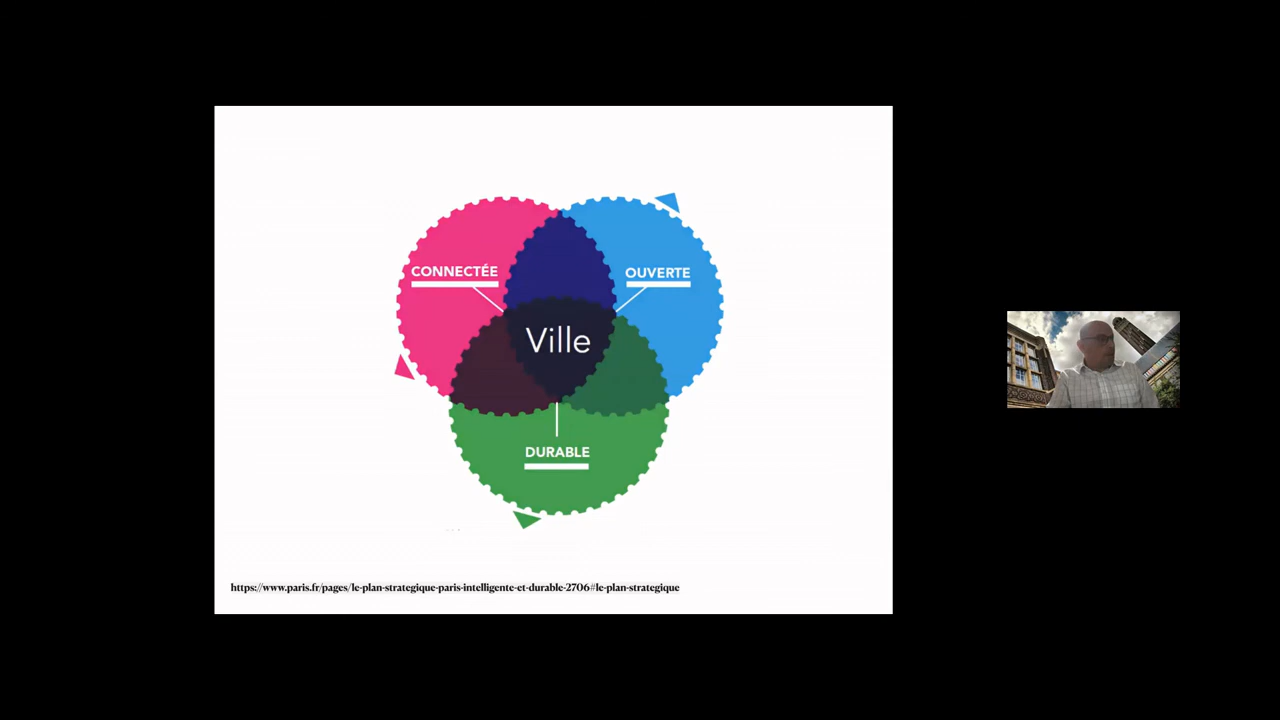 CONNECTÉE
OUVERTE
Ville
DURABLE
https://www.paris.fr/pages/le-plan-strategique-paris-intelligente-et-durable-2706#le-plan-strategique